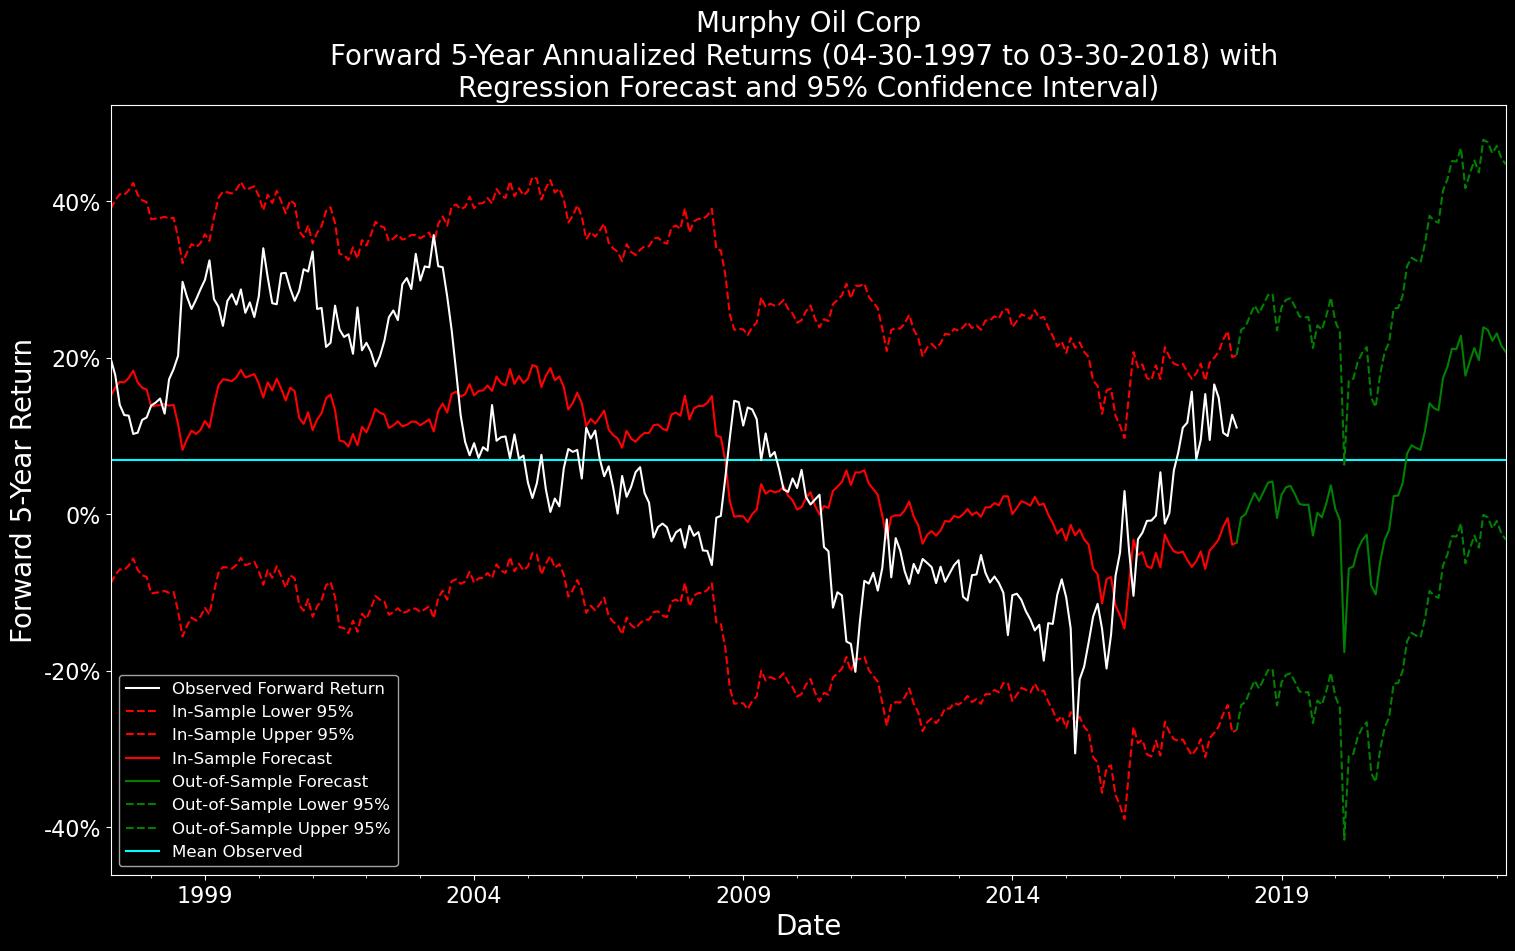 Murphy Oil Corp
Forward 5-Year Annualized Returns (04-30-1997 to 03-30-2018) with
Regression Forecast and 95% Confidence Interval)
Forward 5-Year Return
40%
20%
0%
-20%
-40%
Observed Forward Return
In-Sample Lower 95%
In-Sample Upper 95%
In-Sample Forecast
Out-of-Sample Forecast
Out-of-Sample Lower 95%
Out-of-Sample Upper 95%
Mean Observed
1999 2004 2009 2014 2019
Date